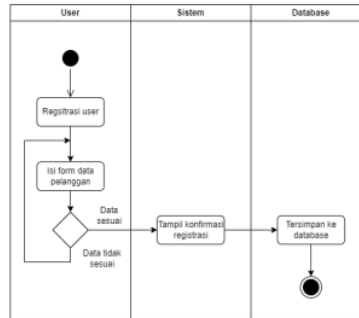 User
Sistem
Database
Regsitrasi user
Isi form data
pelanggan
Data
sesuai
Data tidak
sesuai
Tampil konfirmasi
registrasi
Tersimpan ke
database